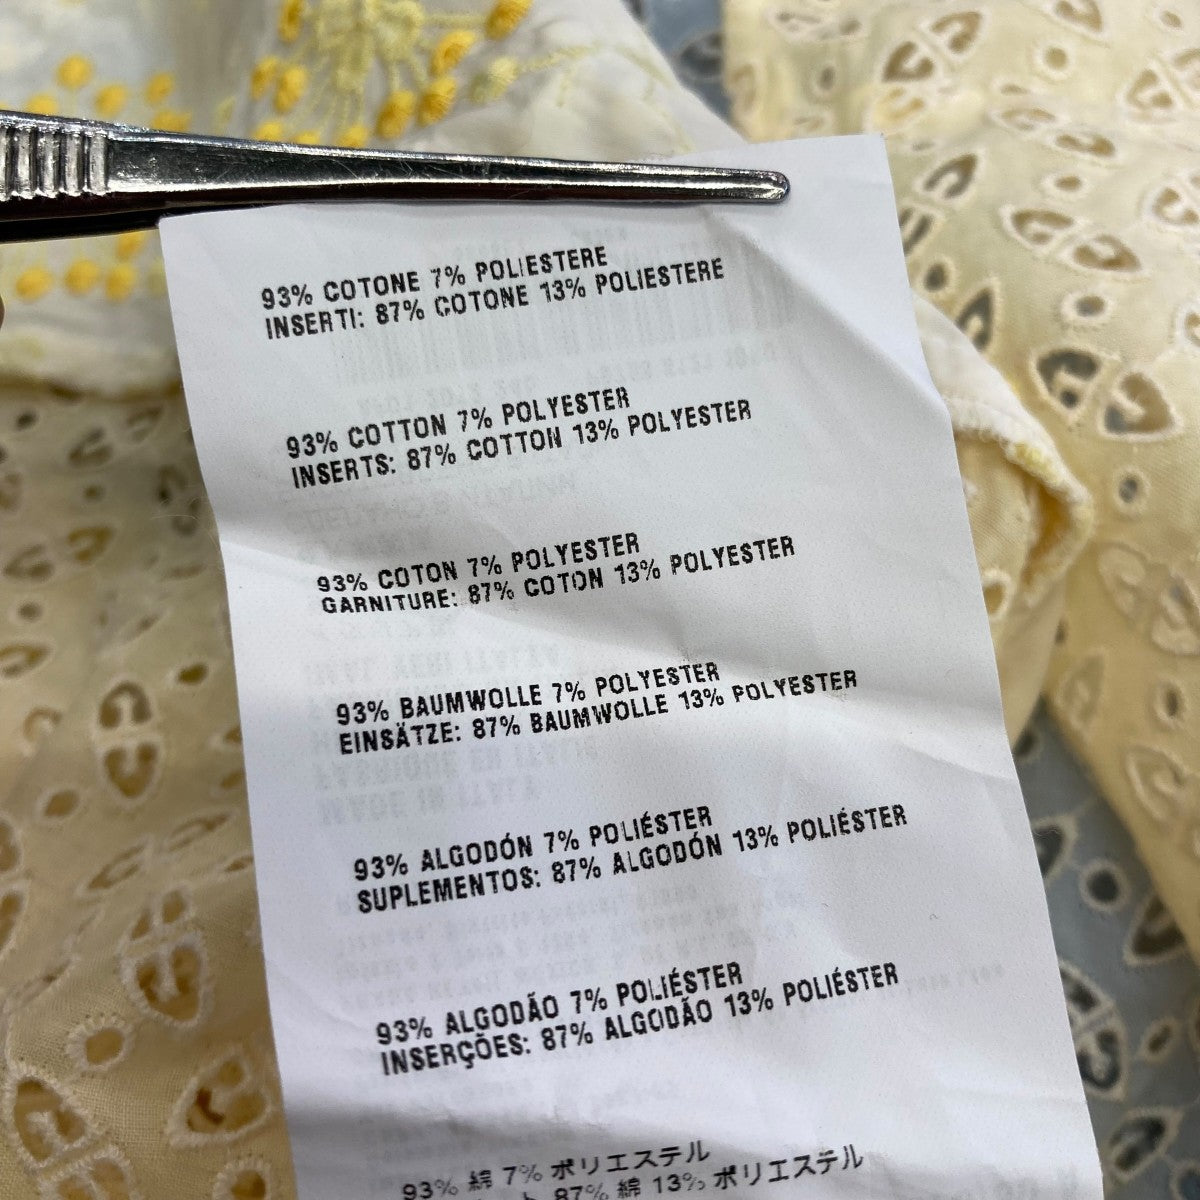 93% COTONE 7% POLIESTERE
INSERTI: 87% COTONE 13% POLIESTERE
93% COTTON 7% POLYESTER
INSERTS: 87% COTTON 13% POLYESTER
93% COTON 7% POLYESTER
GARNITURE: 87% COTON 13% POLYESTER
93% BAUMWOLLE 7% POLYESTER
EINSÄTZE: 87% BAUMWOLLE 13% POLYESTER
93% ALGODÓN 7% POLIÉSTER
SUPLEMENTOS: 87% ALGODÓN 13% POLIÉSTER
93% ALGODÃO 7% POLIÉSTER
INSERÇÕES: 87% ALGODÃO 13% POLIÉSTER
93% 綿 7% ポリエステル
87% 綿 13% ポリエステル